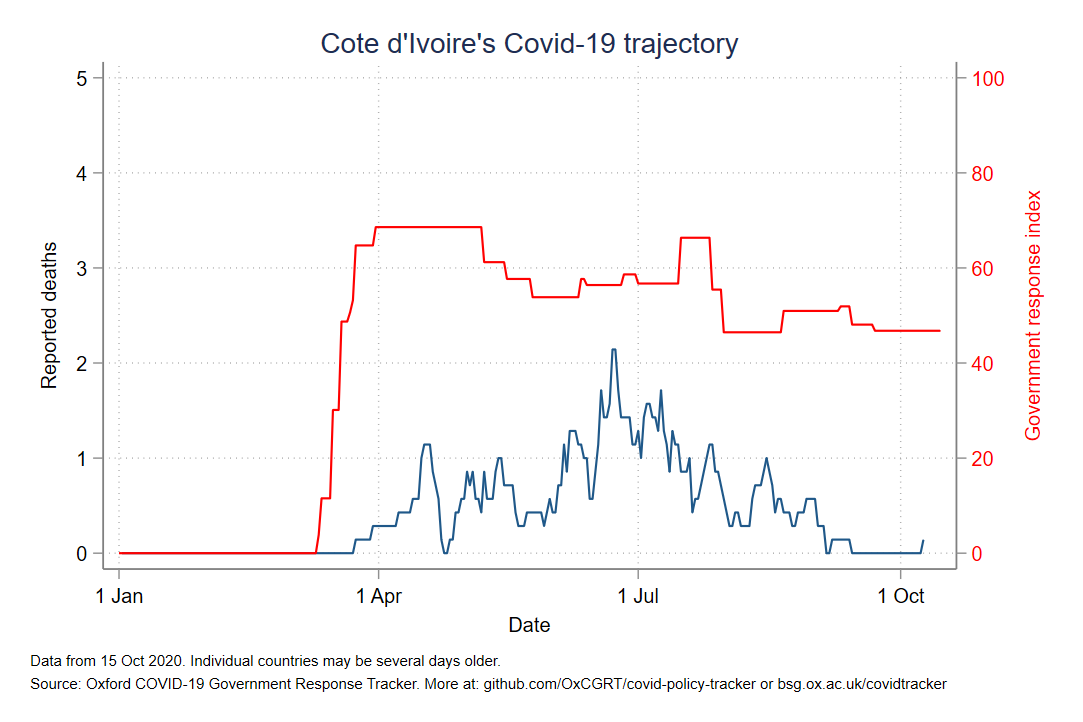 Cote d'Ivoire's Covid-19 trajectory
5
4
3
2
1
0
Reported deaths
100
80
60
40
20
0
Government response index
1 Jan
1 Apr
1 Jul
1 Oct
Date
Data from 15 Oct 2020. Individual countries may be several days older.
Source: Oxford COVID-19 Government Response Tracker. More at: github.com/OxCGRT/covid-policy-tracker or bsg.ox.ac.uk/covidtracker